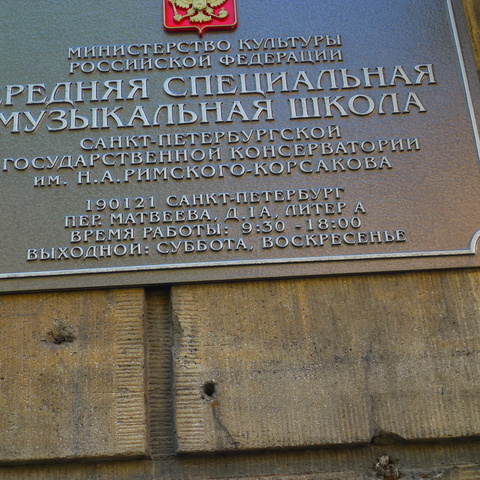 МИНИСТЕРСТВО КУЛЬТУРЫ
РОССИЙСКОЙ ФЕДЕРАЦИИ
СРЕДНЯЯ СПЕЦИАЛЬНАЯ
МУЗЫКАЛЬНАЯ ШКОЛА
САНКТ-ПЕТЕРБУРГСКОЙ
ГОСУДАРСТВЕННОЙ КОНСЕРВАТОРИИ
ИМ. Н.А.РИМСКОГО-КОРСАКОВА
190121 САНКТ-ПЕТЕРБУРГ
ПЕР. МАТВЕЕВА, Д.1А, ЛИТЕР А
ВРЕМЯ РАБОТЫ: 9:30 -18:00
ВЫХОДНОЙ: СУББОТА, ВОСКРЕСЕНЬЕ